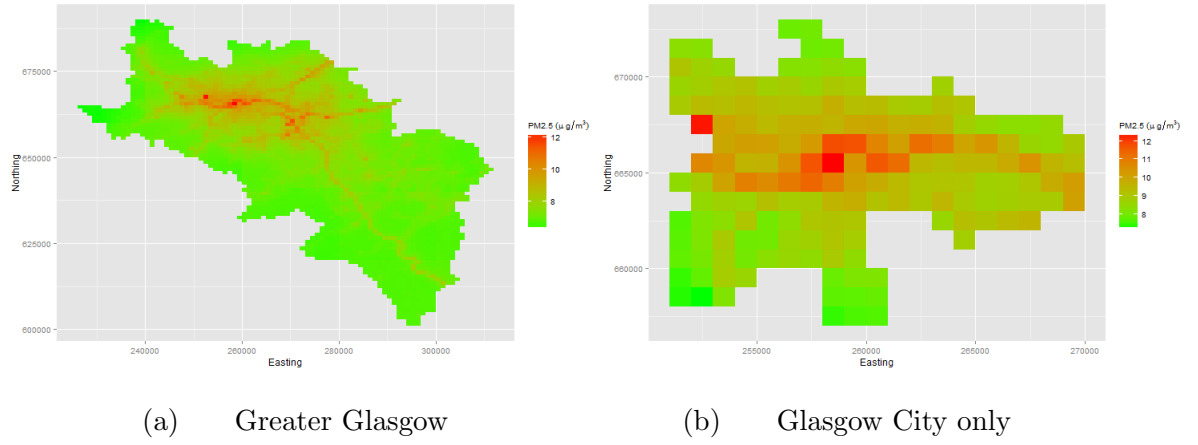 PM2.5 (μg/m³)
12
10
8
675000
650000
625000
600000
Northing
240000 260000 280000 300000
Easting
(a) Greater Glasgow
PM2.5 (μg/m³)
12
11
10
9
8
670000
665000
660000
Northing
255000 260000 265000 270000
Easting
(b) Glasgow City only